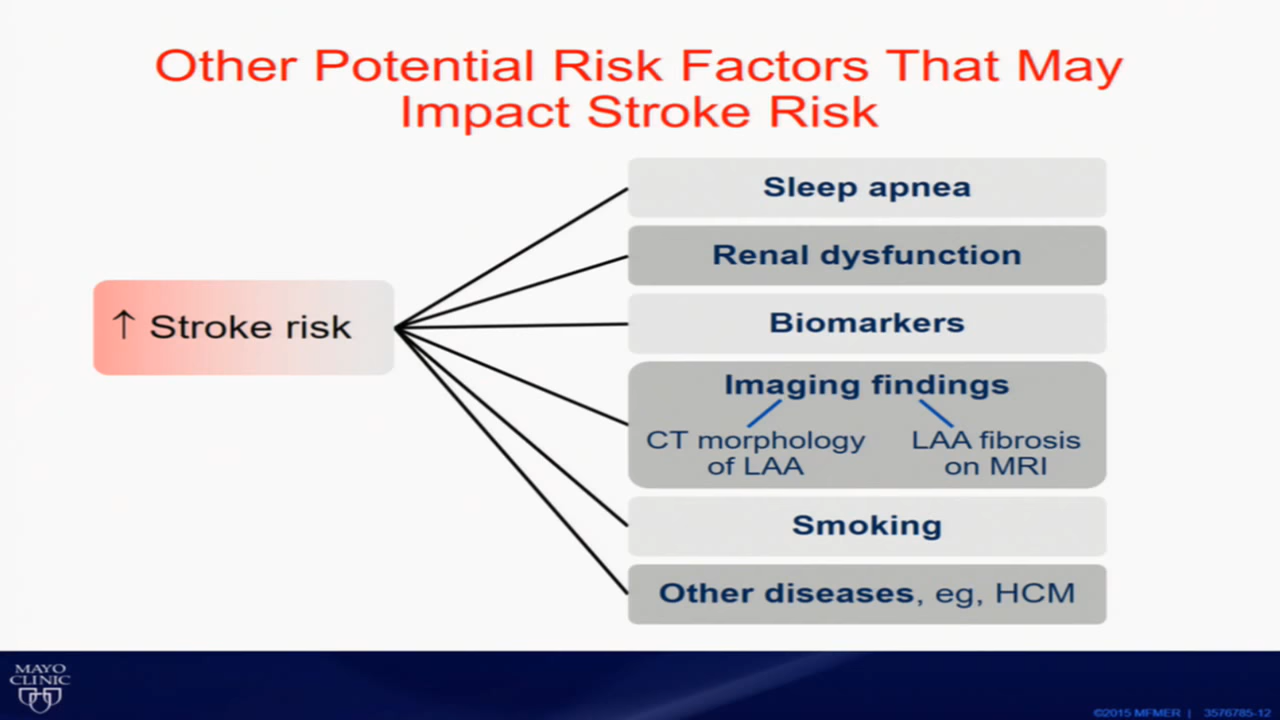 Other Potential Risk Factors That May
Impact Stroke Risk
↑ Stroke risk
Sleep apnea
Renal dysfunction
Biomarkers
Imaging findings
CT morphology
of LAA
LAA fibrosis
on MRI
Smoking
Other diseases, eg, HCM
MAYO
CLINIC
©2015 MFMER | 3576785-12